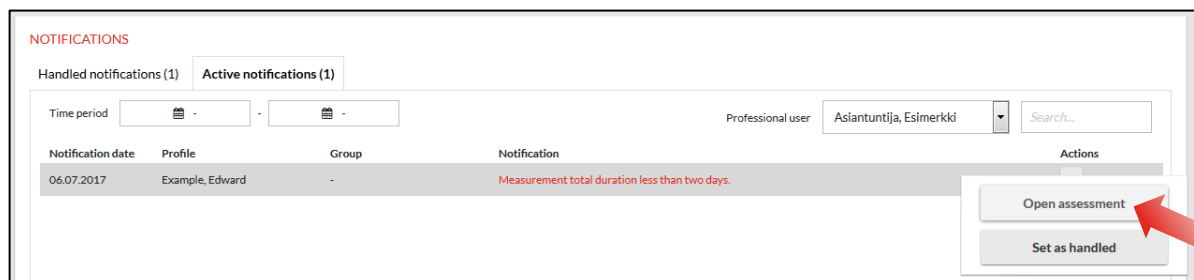 NOTIFICATIONS
Handled notifications (1) Active notifications (1)
Time period - - - Professional user Asiantuntija, Esimerkki Search...
Notification date Profile Group Notification Actions
06.07.2017 Example, Edward - Measurement total duration less than two days.
Open assessment
Set as handled